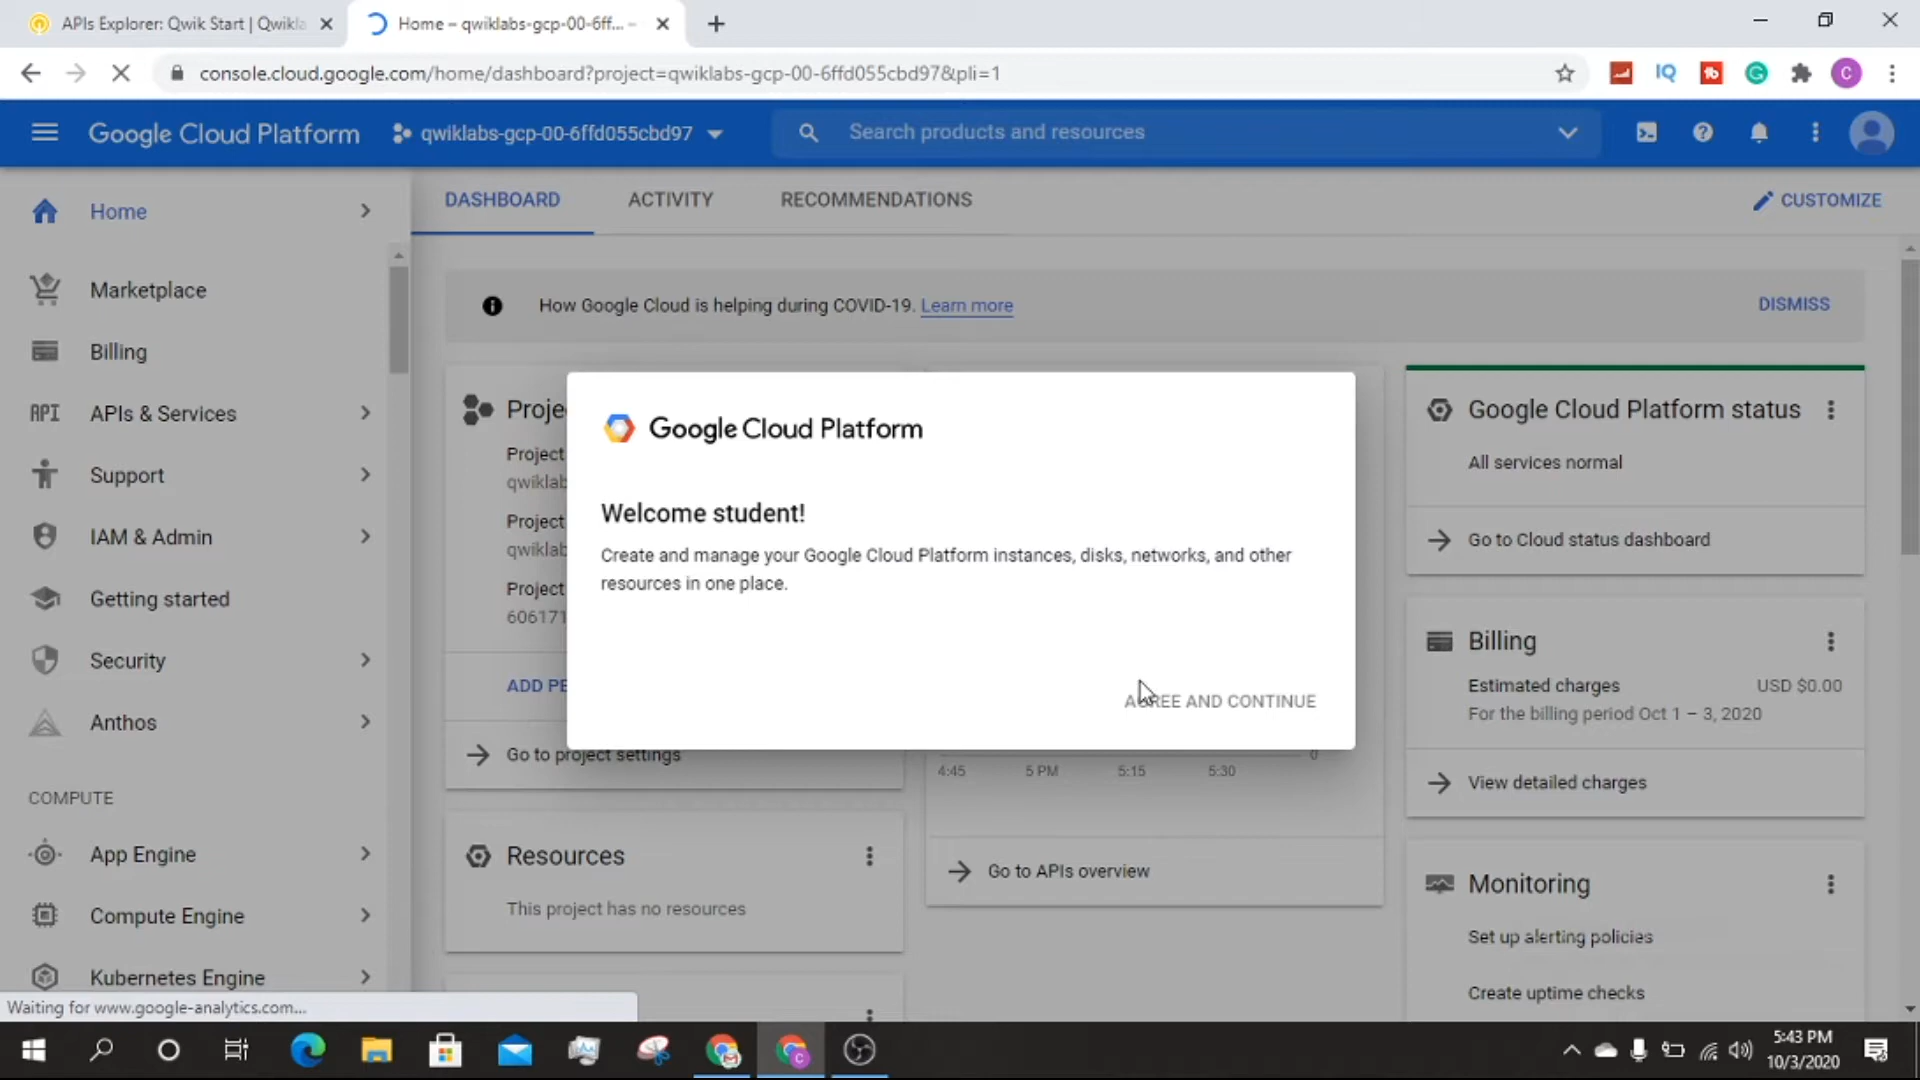 APIs Explorer: Qwik Start | Qwikla
Home – qwiklabs-gcp-00-6ff... –
console.cloud.google.com/home/dashboard?project=qwiklabs-gcp-00-6ffd055cbd97&pli=1
IQ
C
Google Cloud Platform
qwiklabs-gcp-00-6ffd055cbd97
Search products and resources
Home
Marketplace
Billing
API
APIs & Services
Support
IAM & Admin
Getting started
Security
Anthos
COMPUTE
App Engine
Compute Engine
Kubernetes Engine
Waiting for www.google-analytics.com...
DASHBOARD
ACTIVITY
RECOMMENDATIONS
CUSTOMIZE
How Google Cloud is helping during COVID-19. Learn more
DISMISS
Proje
Project
qwiklab
Project
qwiklab
Project
606171
ADD PE
Go to project settings
Resources
This project has no resources
Google Cloud Platform
Welcome student!
Create and manage your Google Cloud Platform instances, disks, networks, and other
resources in one place.
AGREE AND CONTINUE
0
4:45 5 PM 5:15 5:30
Go to APIs overview
Google Cloud Platform status
All services normal
Go to Cloud status dashboard
Billing
Estimated charges USD $0.00
For the billing period Oct 1 – 3, 2020
View detailed charges
Monitoring
Set up alerting policies
Create uptime checks
5:43 PM
10/3/2020